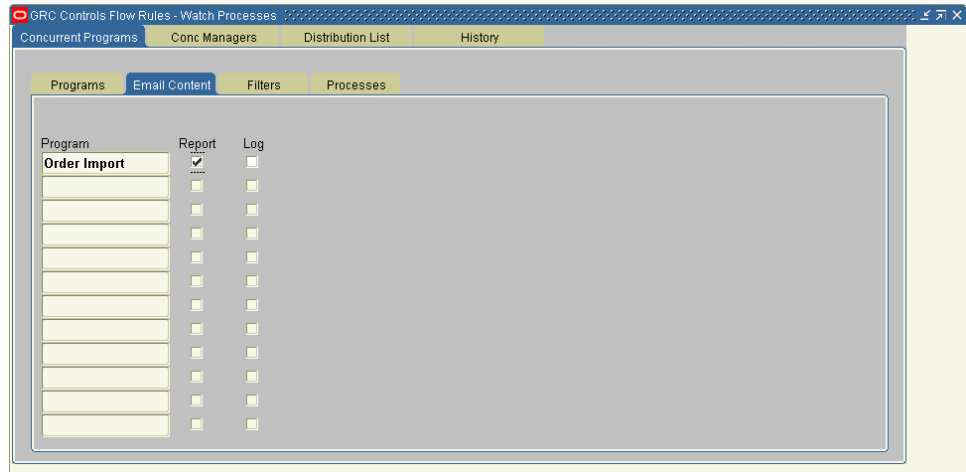 GRC Controls Flow Rules - Watch Processes
Concurrent Programs Conc Managers Distribution List History
Programs Email Content Filters Processes
Program Report Log
Order Import